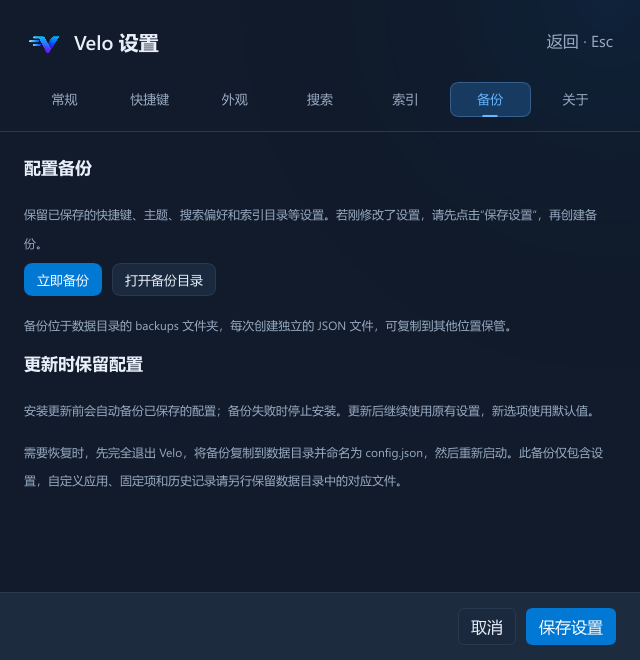 Velo 设置
返回 · Esc
常规 快捷键 外观 搜索 索引 备份 关于
配置备份
保留已保存的快捷键、主题、搜索偏好和索引目录等设置。若刚修改了设置，请先点击“保存设置”，再创建备
份。
立即备份 打开备份目录
备份位于数据目录的 backups 文件夹，每次创建独立的 JSON 文件，可复制到其他位置保管。
更新时保留配置
安装更新前会自动备份已保存的配置；备份失败时停止安装。更新后继续使用原有设置，新选项使用默认值。
需要恢复时，先完全退出 Velo，将备份复制到数据目录并命名为 config.json，然后重新启动。此备份仅包含设
置，自定义应用、固定项和历史记录请另行保留数据目录中的对应文件。
取消 保存设置